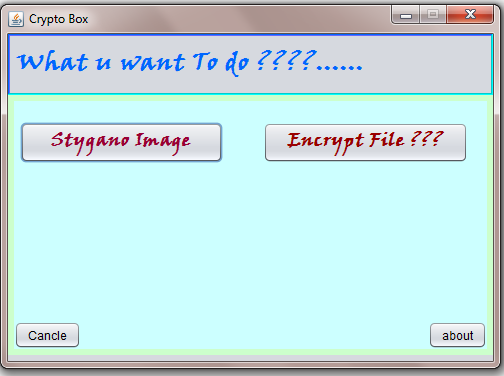 Crypto Box
What u want To do ????......
Stygano Image
Encrypt File ???
Cancle
about